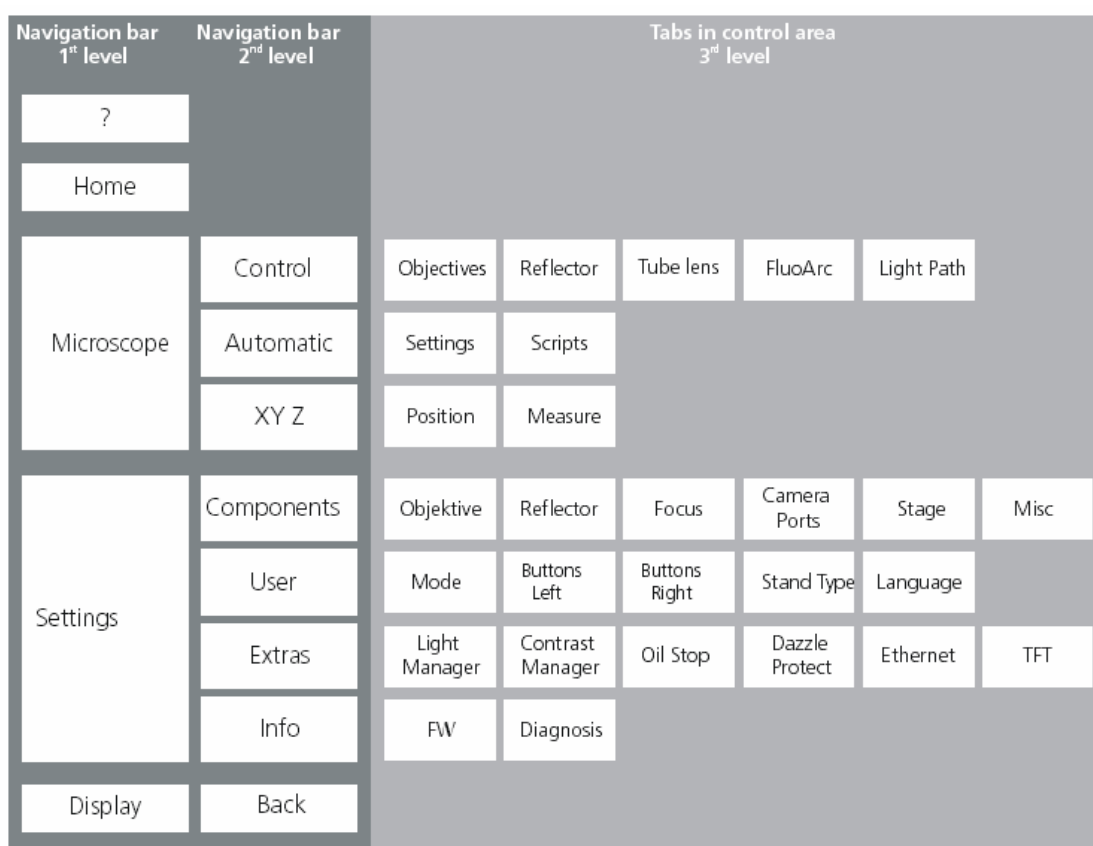 Navigation bar
1st level
Navigation bar
2nd level
Tabs in control area
3rd level
?
Home
Microscope
Control
Objectives
Reflector
Tube lens
FluoArc
Light Path
Automatic
Settings
Scripts
XY Z
Position
Measure
Settings
Components
Objektive
Reflector
Focus
Camera
Ports
Stage
Misc
User
Mode
Buttons
Left
Buttons
Right
Stand Type
Language
Extras
Light
Manager
Contrast
Manager
Oil Stop
Dazzle
Protect
Ethernet
TFT
Info
FW
Diagnosis
Display
Back